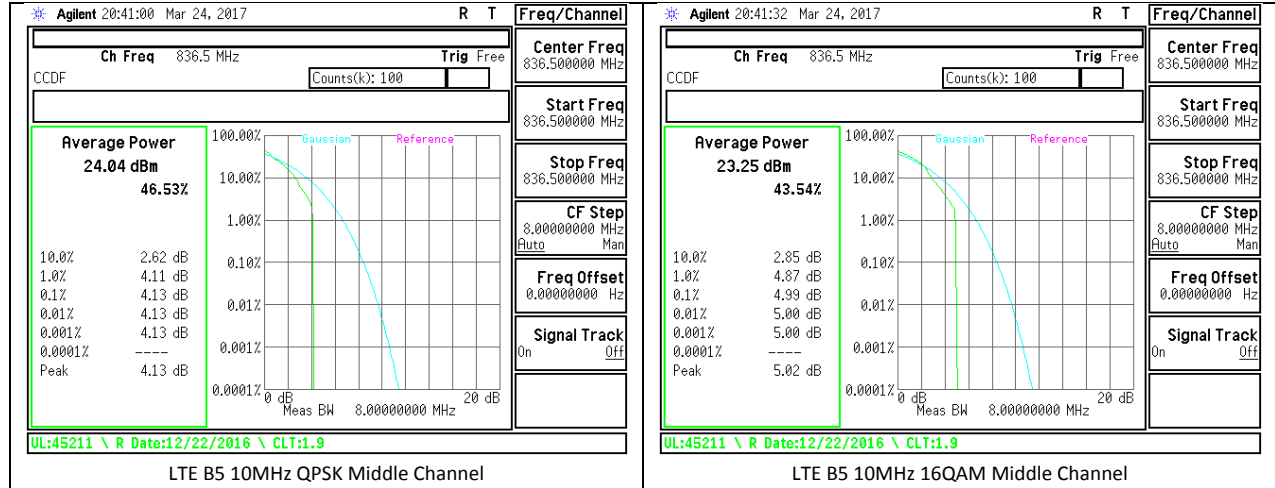 Agilent 20:41:00 Mar 24, 2017 R T
Freq/Channel
Ch Freq 836.5 MHz Trig Free
CCDF Counts(k): 100
Average Power
24.04 dBm
46.53%
10.0% 2.62 dB
1.0% 4.11 dB
0.1% 4.13 dB
0.01% 4.13 dB
0.001% 4.13 dB
0.0001% ----
Peak 4.13 dB
Gaussian Reference
100.00%
10.00%
1.00%
0.10%
0.01%
0.001%
0.0001%
0 dB 20 dB
Meas BW 8.00000000 MHz
Center Freq
836.500000 MHz
Start Freq
836.500000 MHz
Stop Freq
836.500000 MHz
CF Step
8.00000000 MHz
Auto Man
Freq Offset
0.00000000 Hz
Signal Track
On Off
UL:45211 \ R Date:12/22/2016 \ CLT:1.9
LTE B5 10MHz QPSK Middle Channel
Agilent 20:41:32 Mar 24, 2017 R T
Freq/Channel
Ch Freq 836.5 MHz Trig Free
CCDF Counts(k): 100
Average Power
23.25 dBm
43.54%
10.0% 2.85 dB
1.0% 4.87 dB
0.1% 4.99 dB
0.01% 5.00 dB
0.001% 5.00 dB
0.0001% ----
Peak 5.02 dB
Gaussian Reference
100.00%
10.00%
1.00%
0.10%
0.01%
0.001%
0.0001%
0 dB 20 dB
Meas BW 8.00000000 MHz
Center Freq
836.500000 MHz
Start Freq
836.500000 MHz
Stop Freq
836.500000 MHz
CF Step
8.00000000 MHz
Auto Man
Freq Offset
0.00000000 Hz
Signal Track
On Off
UL:45211 \ R Date:12/22/2016 \ CLT:1.9
LTE B5 10MHz 16QAM Middle Channel